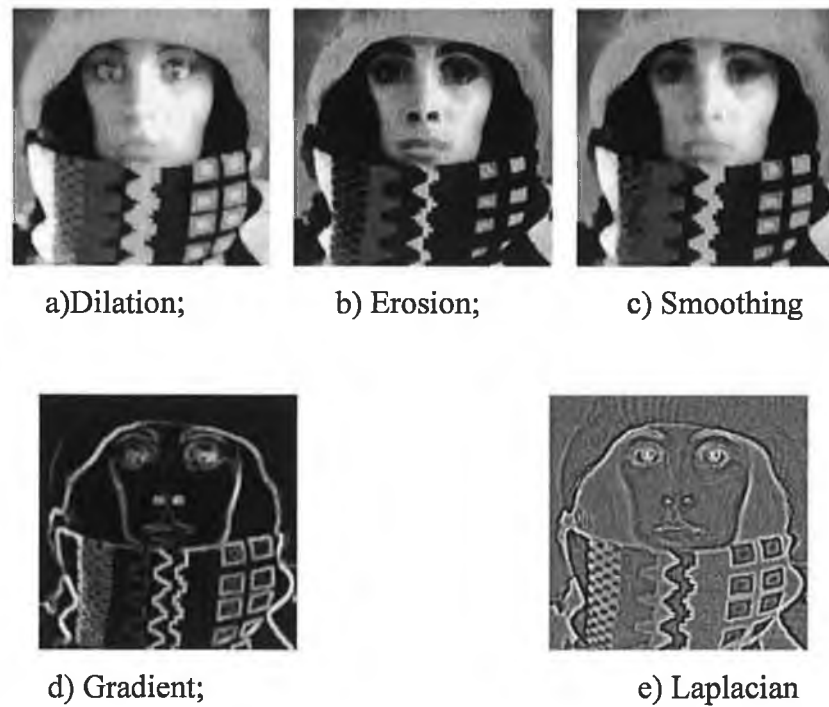 a)Dilation;
b) Erosion;
c) Smoothing
d) Gradient;
e) Laplacian